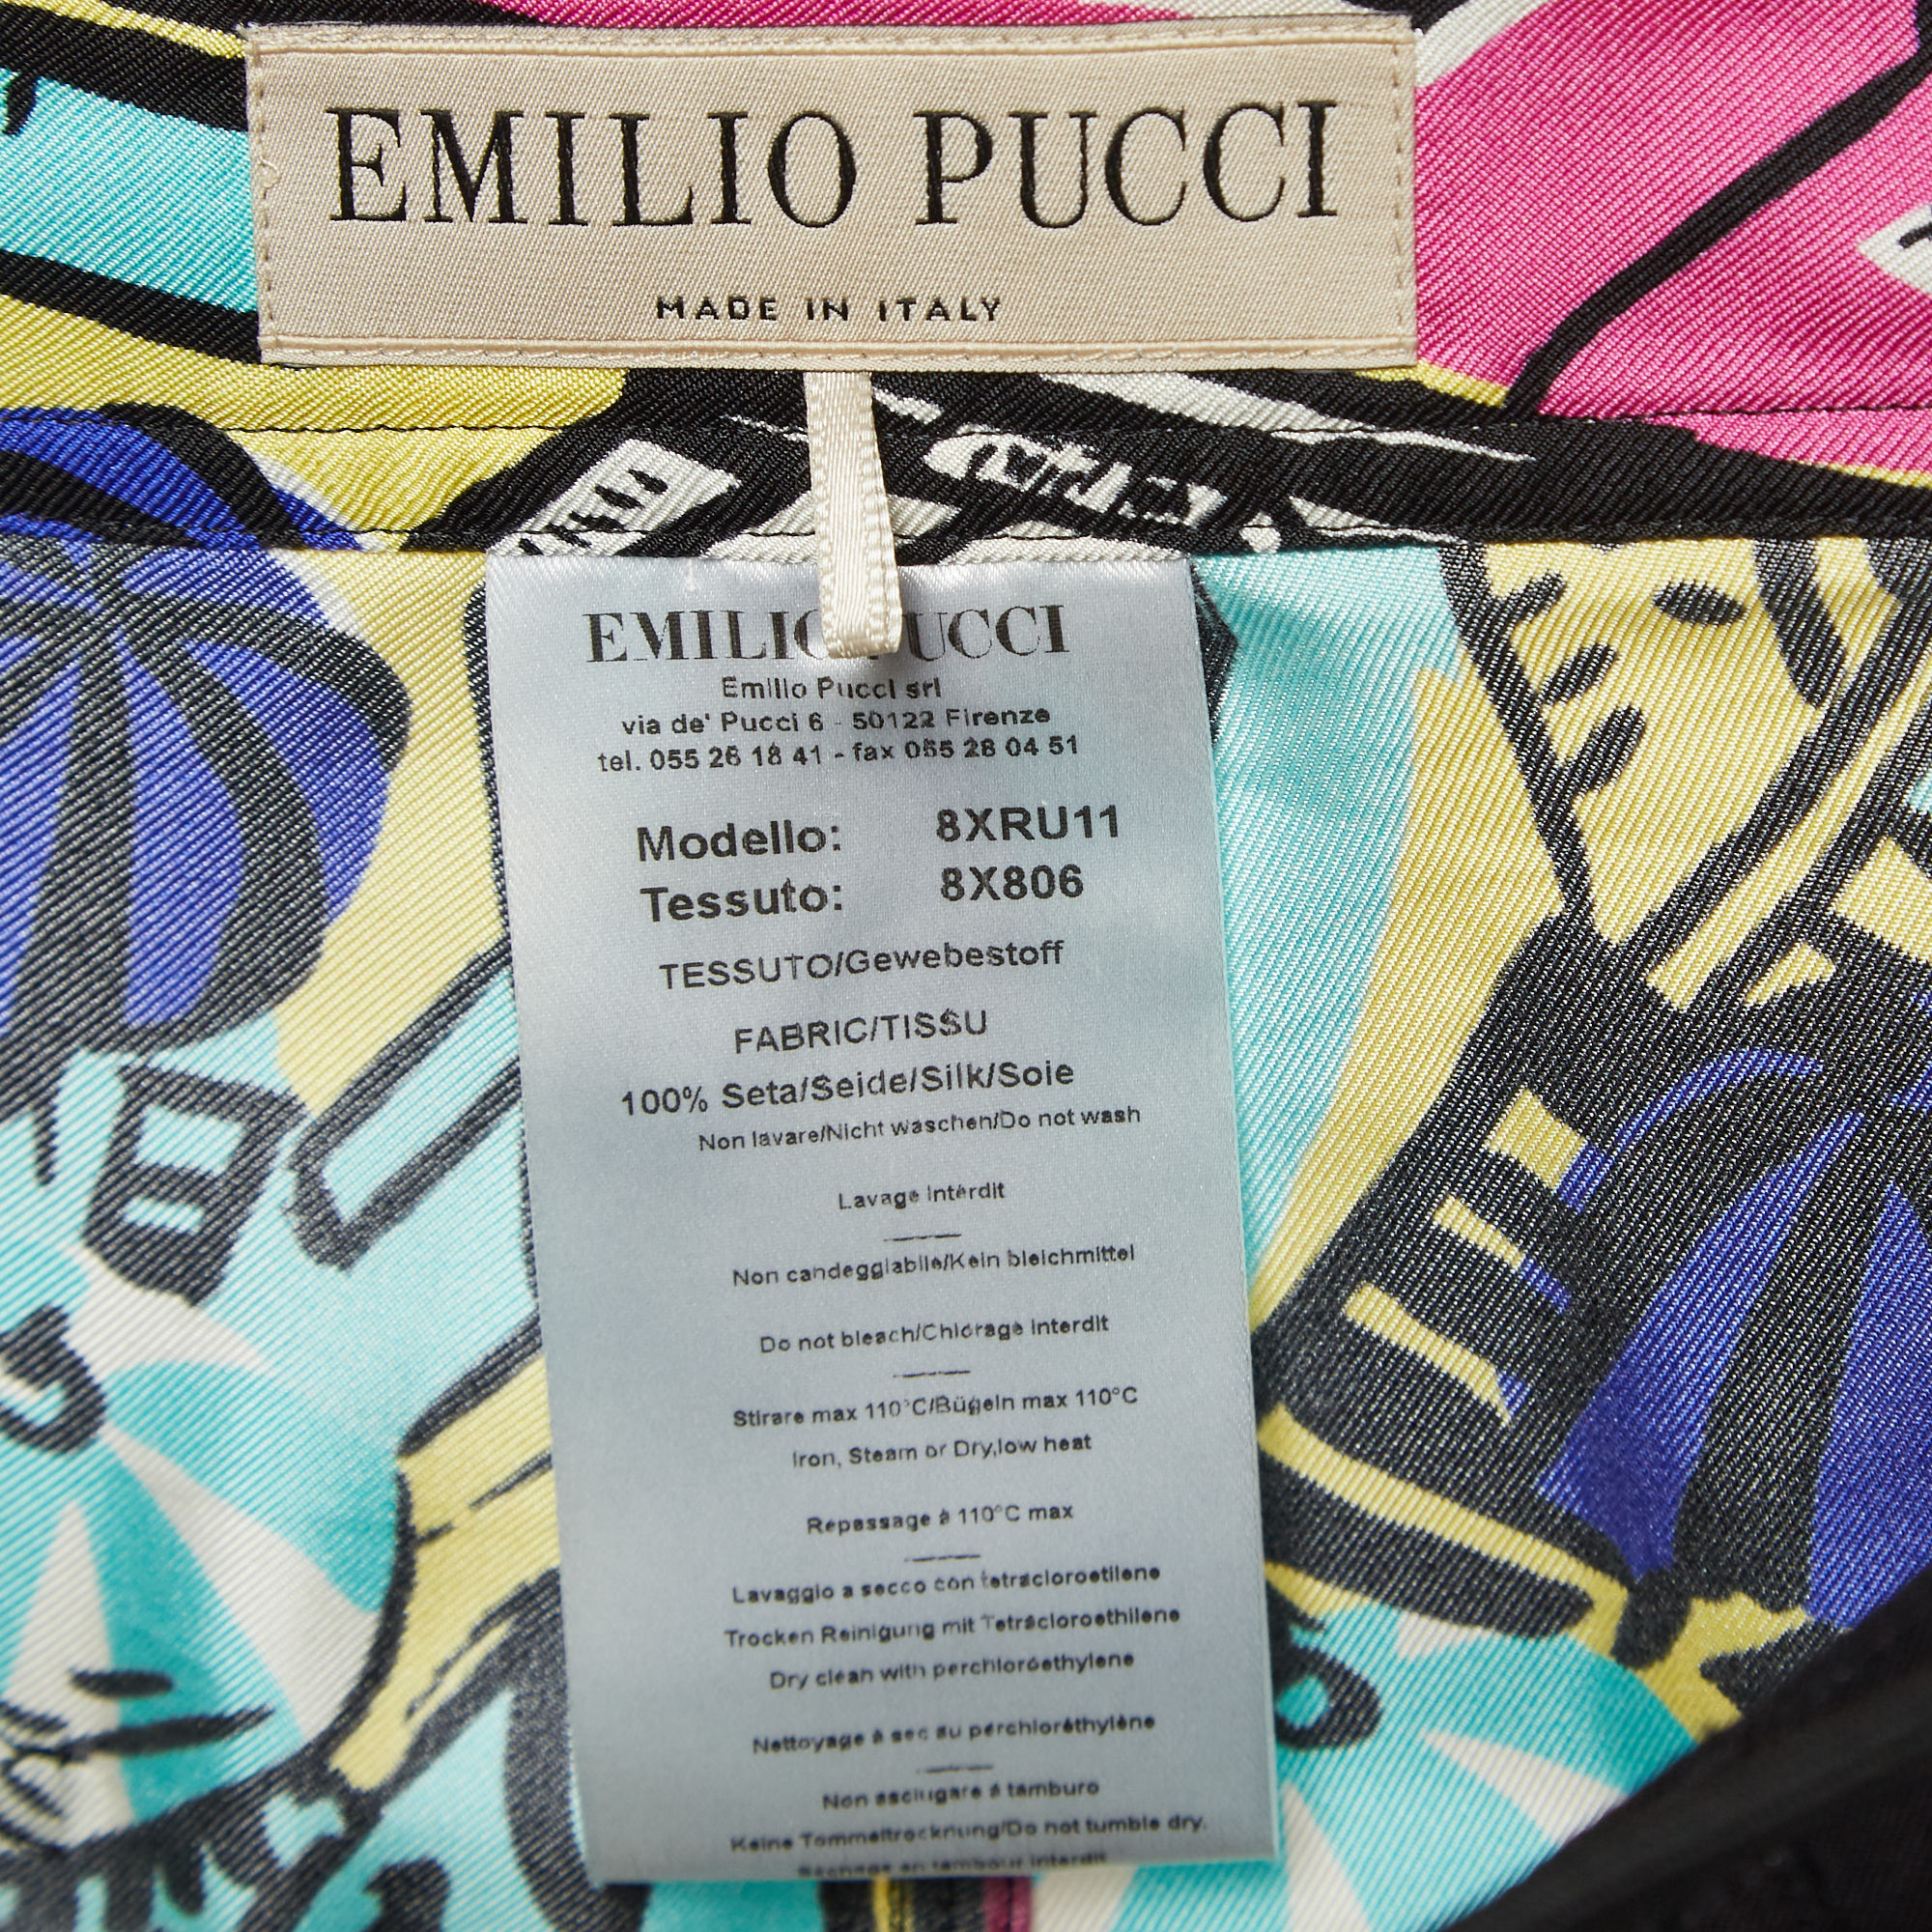 EMILIO PUCCI
MADE IN ITALY
EMILIO PUCCI
Emilio Pucci srl
via de' Pucci 6 - 50122 Firenze
tel. 055 26 18 41 - fax 055 28 04 51
Modello: 8XRU11
Tessuto: 8X806
TESSUTO/Gewebestoff
FABRIC/TISSU
100% Seta/Seide/Silk/Soie
Non lavare/Nicht waschen/Do not wash
Lavage interdit
Non candeggiabile/Kein bleichmittel
Do not bleach/Chlorage interdit
Stirare max 110°C/Bügeln max 110°C
Iron, Steam or Dry,low heat
Repassage à 110°C max
Lavaggio a secco con tetracloroetilene
Trocken Reinigung mit Tetracloroethilene
Dry clean with perchloroethylene
Nettoyage à sec au perchloréthylène
Non asciugare a tamburo
Keine Tommeltrocknung/Do not tumble dry.
Séchage en tambour interdit